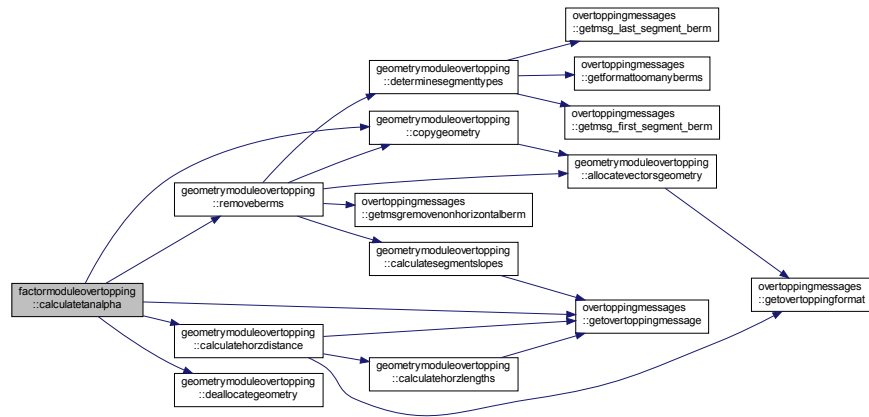 overtoppingmessages
::getmsg_last_segment_berm
geometrymoduleovertopping
::determinesegmenttypes
overtoppingmessages
::getformattoomanyberms
overtoppingmessages
::getmsg_first_segment_berm
geometrymoduleovertopping
::copygeometry
geometrymoduleovertopping
::allocatevectorsgeometry
geometrymoduleovertopping
::removeberms
overtoppingmessages
::getmsgremovenonhorizontalberm
geometrymoduleovertopping
::calculatesegmentslopes
factormoduleovertopping
::calculatetanalpha
overtoppingmessages
::getovertoppingformat
overtoppingmessages
::getovertoppingmessage
geometrymoduleovertopping
::calculatehorzdistance
geometrymoduleovertopping
::calculatehorzlengths
geometrymoduleovertopping
::deallocategeometry